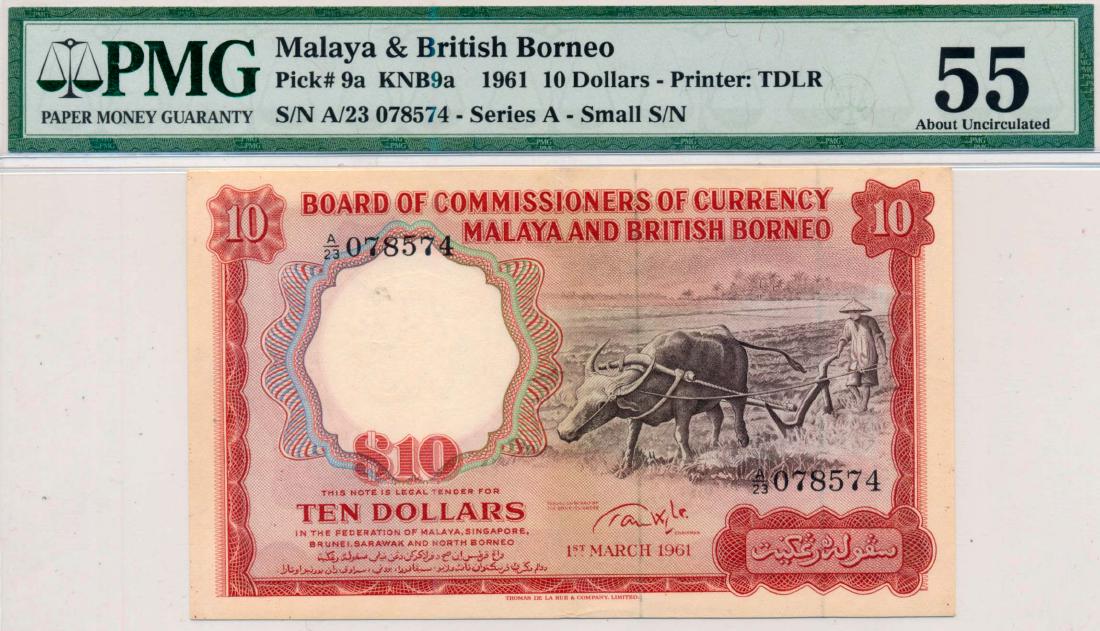 PMG
PAPER MONEY GUARANTY
Malaya & British Borneo
Pick# 9a KNB9a 1961 10 Dollars - Printer: TDLR
S/N A/23 078574 - Series A - Small S/N
55
About Uncirculated
10
BOARD OF COMMISSIONERS OF CURRENCY
MALAYA AND BRITISH BORNEO
10
A/23 078574
$10
THIS NOTE IS LEGAL TENDER FOR
TEN DOLLARS
IN THE FEDERATION OF MALAYA, SINGAPORE,
BRUNEI, SARAWAK AND NORTH BORNEO
A/23 078574
CHAIRMAN
1ST MARCH 1961
سڤوله رڠݢيت
THOMAS DE LA RUE & COMPANY, LIMITED.